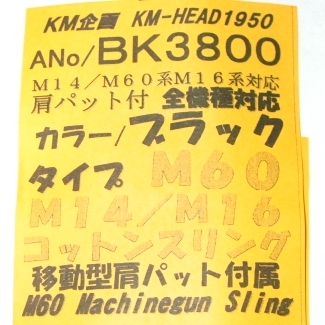 KM企画 KM-HEAD1950
ANo/BK3800
M14/M60系M16系対応
肩パット付 全機種対応
カラー/ブラック
タイプ M60
M14/M16
コットンスリング
移動型肩パット付属
M60 Machinegun Sling